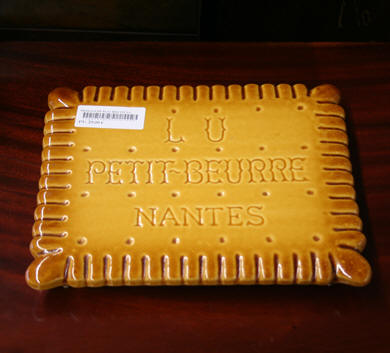 L U
PETIT-BEURRE
NANTES